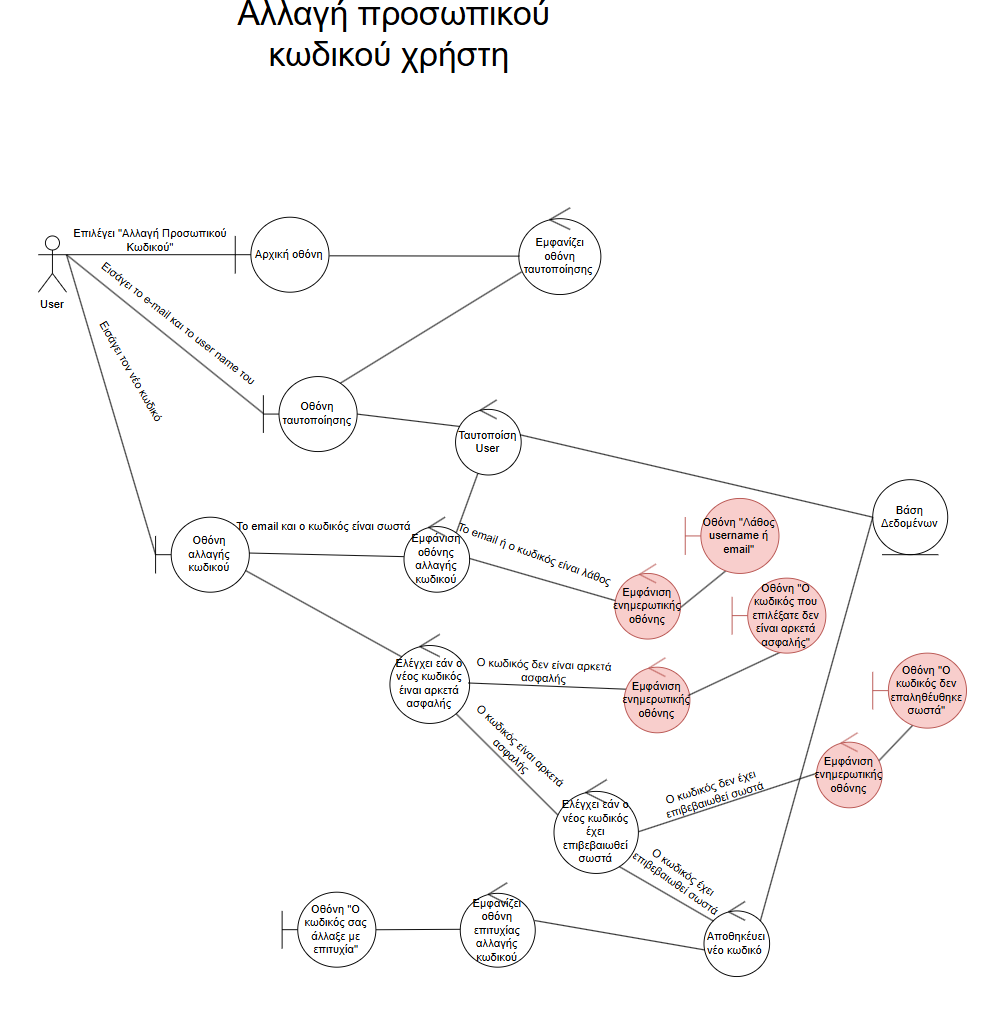 Αλλαγή προσωπικού
κωδικού χρήστη
Επιλέγει "Αλλαγή Προσωπικού
Κωδικού"
Αρχική οθόνη
Εμφανίζει
οθόνη
ταυτοποίησης
User
Εισάγει το e-mail και το user name του
Εισάγει τον νέο κωδικό
Οθόνη
ταυτοποίησης
Ταυτοποίση
User
Βάση
Δεδομένων
Οθόνη
αλλαγής
κωδικού
Το email και ο κωδικός είναι σωστά
Εμφάνιση
οθόνης
αλλαγής
κωδικού
Το email ή ο κωδικός είναι λάθος
Οθόνη "Λάθος
username ή
email"
Εμφάνιση
ενημερωτικής
οθόνης
Οθόνη "Ο
κωδικός που
επιλέξατε δεν
είναι αρκετά
ασφαλής"
Ελέγχει εάν ο
νέος κωδικός
είναι αρκετά
ασφαλής
Ο κωδικός δεν είναι αρκετά
ασφαλής
Εμφάνιση
ενημερωτικής
οθόνης
Οθόνη "Ο
κωδικός δεν
επαληθέυθηκε
σωστά"
Ο κωδικός είναι αρκετά
ασφαλής
Εμφάνιση
ενημερωτικής
οθόνης
Ο κωδικός δεν έχει
επιβεβαιωθεί σωστά
Ελέγχει εάν ο
νέος κωδικός
έχει
επιβεβαιωθεί
σωστά
Ο κωδικός έχει
επιβεβαιωθεί σωστά
Οθόνη "Ο
κωδικός σας
άλλαξε με
επιτυχία"
Εμφανίζει
οθόνη
επιτυχίας
αλλαγής
κωδικού
Αποθηκέυει
νέο κωδικό